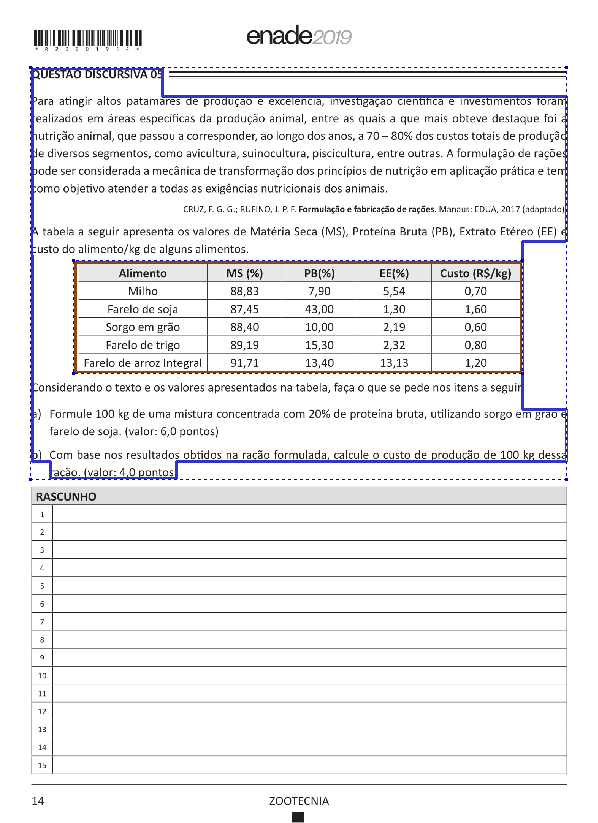 *R2320191 4*
enade2019
QUESTÃO DISCURSIVA 05
Para atingir altos patamares de produção e excelência, investigação científica e investimentos foram
realizados em áreas específicas da produção animal, entre as quais a que mais obteve destaque foi a
nutrição animal, que passou a corresponder, ao longo dos anos, a 70 – 80% dos custos totais de produção
de diversos segmentos, como avicultura, suinocultura, piscicultura, entre outras. A formulação de rações
pode ser considerada a mecânica de transformação dos princípios de nutrição em aplicação prática e tem
como objetivo atender a todas as exigências nutricionais dos animais.
CRUZ, F. G. G.; RUFINO, J. P. F. Formulação e fabricação de rações. Manaus: EDUA, 2017 (adaptado).
A tabela a seguir apresenta os valores de Matéria Seca (MS), Proteína Bruta (PB), Extrato Etéreo (EE) e
custo do alimento/kg de alguns alimentos.
Alimento MS (%) PB(%) EE(%) Custo (R$/kg)
Milho 88,83 7,90 5,54 0,70
Farelo de soja 87,45 43,00 1,30 1,60
Sorgo em grão 88,40 10,00 2,19 0,60
Farelo de trigo 89,19 15,30 2,32 0,80
Farelo de arroz Integral 91,71 13,40 13,13 1,20
Considerando o texto e os valores apresentados na tabela, faça o que se pede nos itens a seguir.
a) Formule 100 kg de uma mistura concentrada com 20% de proteína bruta, utilizando sorgo em grão e
farelo de soja. (valor: 6,0 pontos)
b) Com base nos resultados obtidos na ração formulada, calcule o custo de produção de 100 kg dessa
ração. (valor: 4,0 pontos)
RASCUNHO
1
2
3
4
5
6
7
8
9
10
11
12
13
14
15
14 ZOOTECNIA